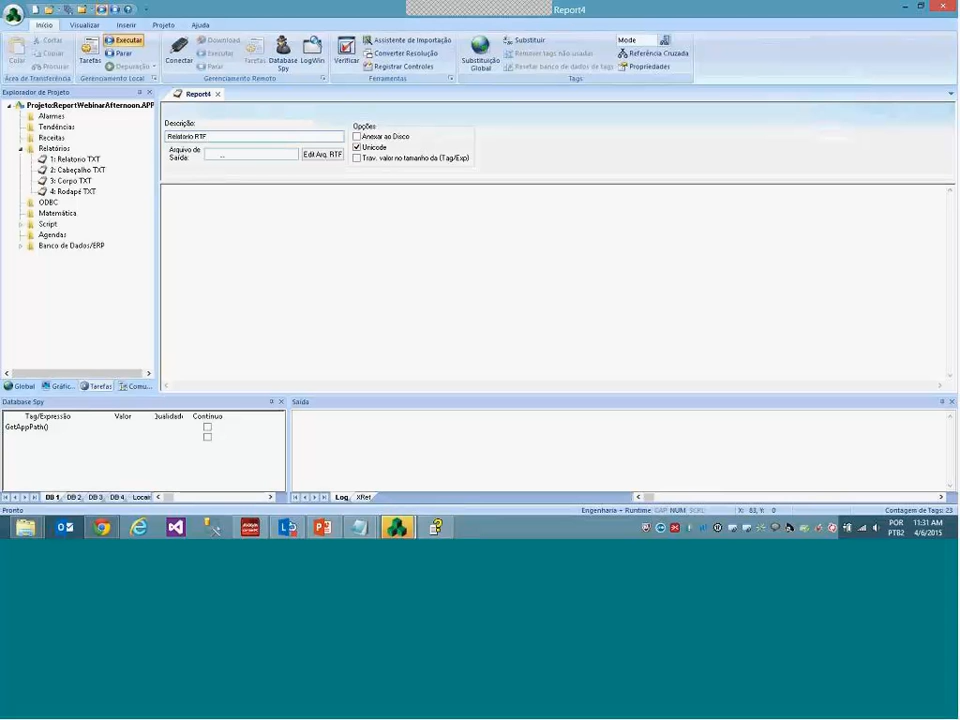 Report4
Início Visualizar Inserir Projeto Ajuda
Colar
Cortar
Copiar
Procurar
Área de Transferência
Tarefas
Executar
Parar
Depuração
Gerenciamento Local
Conectar
Download
Executar
Parar
Tarefas
Database Spy
LogWin
Gerenciamento Remoto
Verificar
Assistente de Importação
Converter Resolução
Registrar Controles
Ferramentas
Substituição Global
Substituir
Remover tags não usadas
Resetar banco de dados de tags
Mode
Referência Cruzada
Propriedades
Tags
Explorador de Projeto
Projeto:ReportWebinarAfternoon.APP
Alarmes
Tendências
Receitas
Relatórios
1: Relatorio TXT
2: Cabeçalho TXT
3: Corpo TXT
4: Rodapé TXT
ODBC
Matemática
Script
Agendas
Banco de Dados/ERP
Global Gráfic... Tarefas Comu...
Report4
Descrição:
Relatorio RTF
Arquivo de Saída:
...
Edit Arq. RTF
Opções
Anexar ao Disco
Unicode
Trav. valor no tamanho da (Tag/Exp)
Database Spy
Tag/Expressão Valor Qualidad Contínuo
GetAppPath()
DB 1 DB 2 DB 3 DB 4 Locais
Saída
Log XRef
Pronto
Engenharia + Runtime CAP NUM SCRL X: 83, Y: 0 Contagem de Tags: 23
POR
PTB2
11:31 AM
4/6/2015